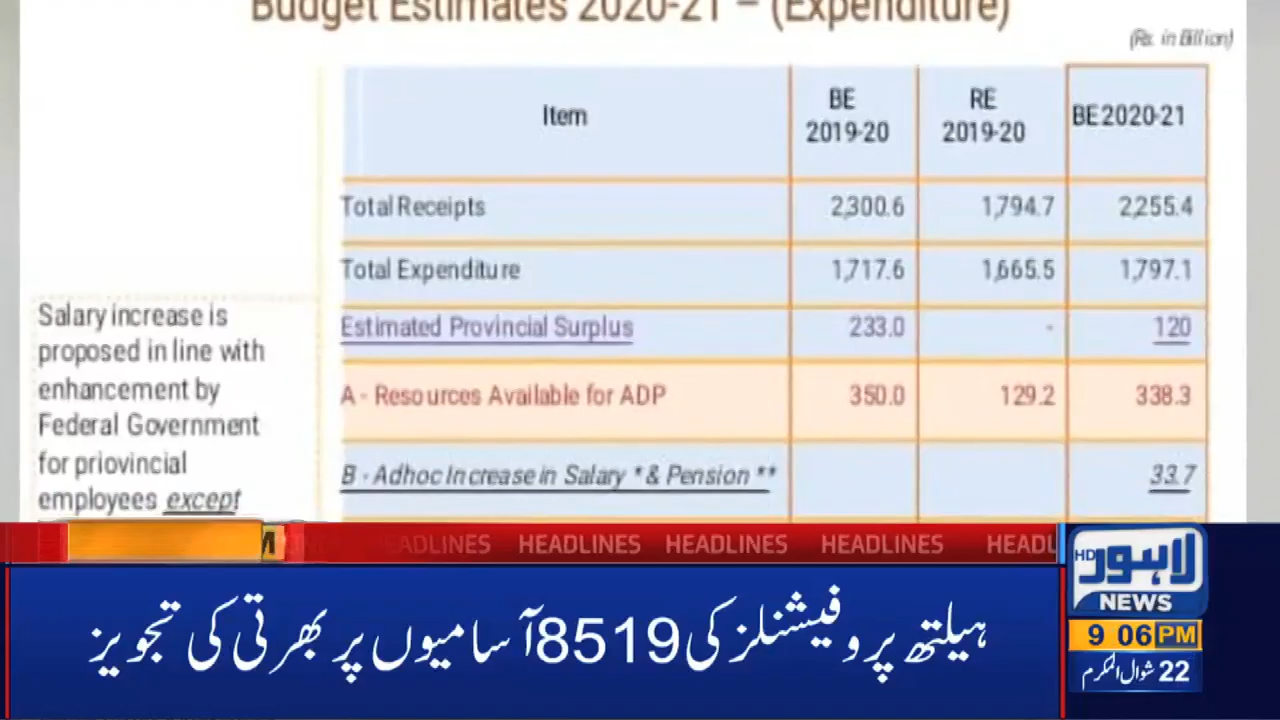 Budget Estimates 2020-21 – (Expenditure)
(Rs. in Billion)
Item BE 2019-20 RE 2019-20 BE 2020-21
Total Receipts 2,300.6 1,794.7 2,255.4
Total Expenditure 1,717.6 1,665.5 1,797.1
Estimated Provincial Surplus 233.0 - 120
A - Resources Available for ADP 350.0 129.2 338.3
B - Adhoc Increase in Salary * & Pension ** 33.7
Salary increase is
proposed in line with
enhancement by
Federal Government
for priovincial
employees except
HEADLINES HEADLINES HEADLINES HEADLINES
ہیلتھ پروفیشنلز کی 8519 آسامیوں پر بھرتی کی تجویز
HD لاہور
NEWS
9 06 PM
22 شوال المکرم